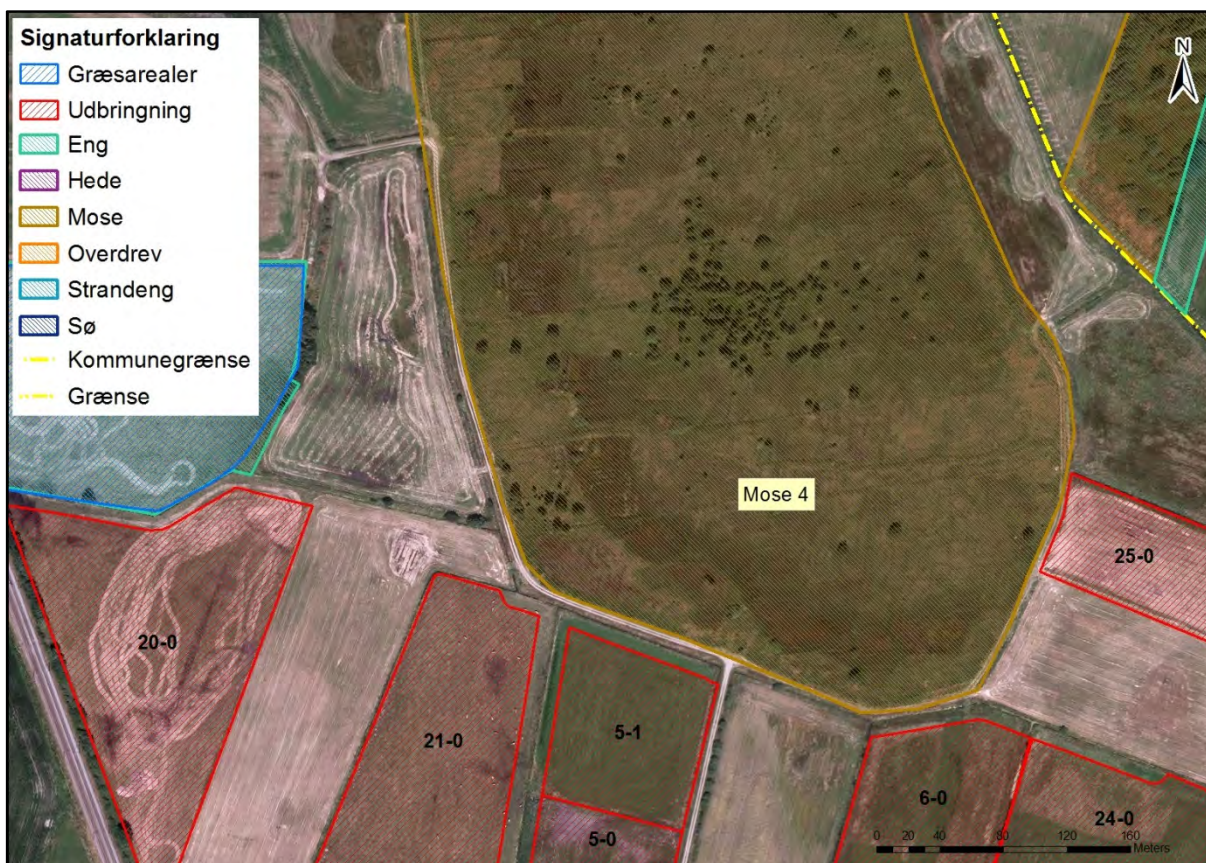 Signaturforklaring
Græsarealer
Udbringning
Eng
Hede
Mose
Overdrev
Strandeng
Sø
Kommunegrænse
Grænse
N
Mose 4
25-0
20-0
21-0
5-1
5-0
6-0
24-0
0 20 40 80 120 160
Meters